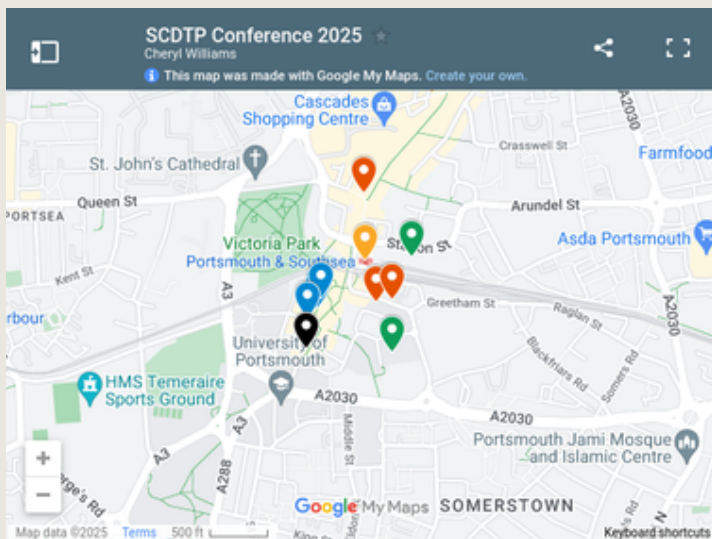 SCDTP Conference 2025
Cheryl Williams
This map was made with Google My Maps. Create your own.
Cascades
Shopping Centre
A2030
Crasswell St
St. John's Cathedral
Farmfood
Queen St
PORTSEA
Arundel St
Victoria Park
Asda Portsmouth
Portsmouth & Southsea
Kent St
A3
rbour
Greetham St
Raglan St
A2030
University of
Portsmouth
Blackfriars Rd
Somers Rd
HMS Temeraire
Sports Ground
A2030
A2030
A3
Middle St
Portsmouth Jami Mosque
and Islamic Centre
A3
A288
rge's Rd
Google My Maps
SOMERSTOWN
Map data ©2025 Terms 500 ft
Keyboard shortcuts